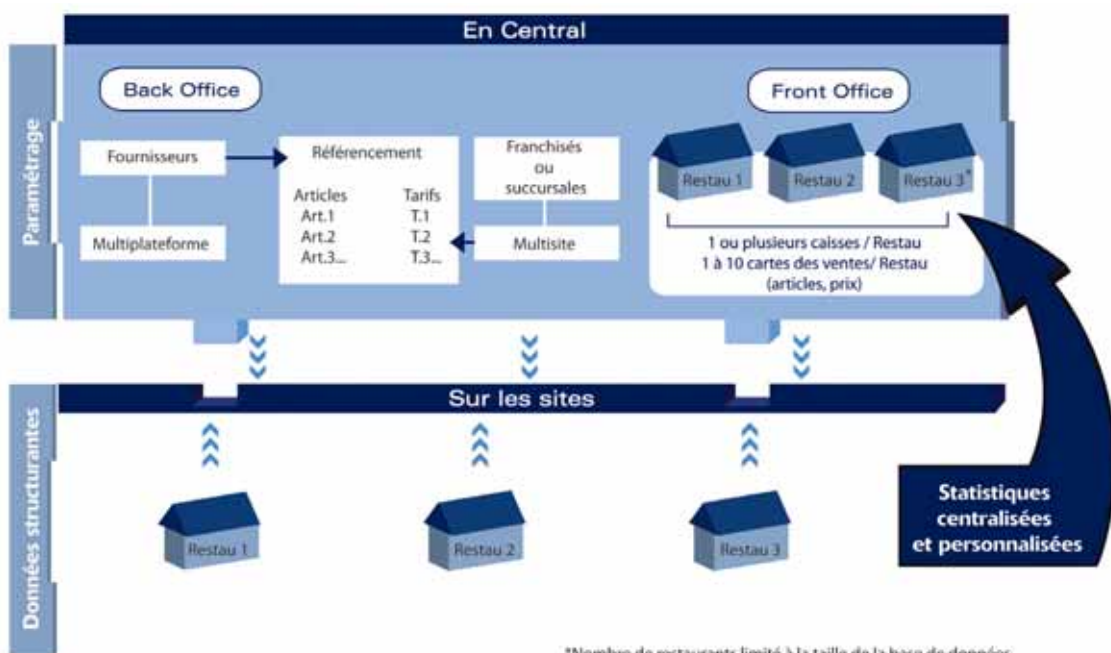 En Central
Paramétrage
Back Office
Front Office
Fournisseurs
Multiplateforme
Référencement
Articles Tarifs
Art.1 T.1
Art.2 T.2
Art.3... T.3...
Franchisés
ou
succursales
Multisite
Restau 1
Restau 2
Restau 3*
1 ou plusieurs caisses / Restau
1 à 10 cartes des ventes/ Restau
(articles, prix)
Sur les sites
Données structurantes
Restau 1
Restau 2
Restau 3
Statistiques
centralisées
et personnalisées
*Nombre de restaurants limité à la taille de la base de données